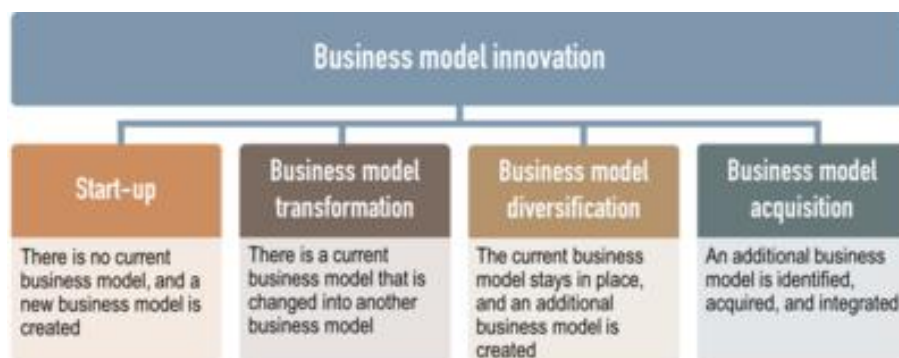 Business model innovation
Start-up
There is no current
business model, and a
new business model is
created
Business model
transformation
There is a current
business model that is
changed into another
business model
Business model
diversification
The current business
model stays in place,
and an additional
business model is
created
Business model
acquisition
An additional business
model is identified,
acquired, and integrated